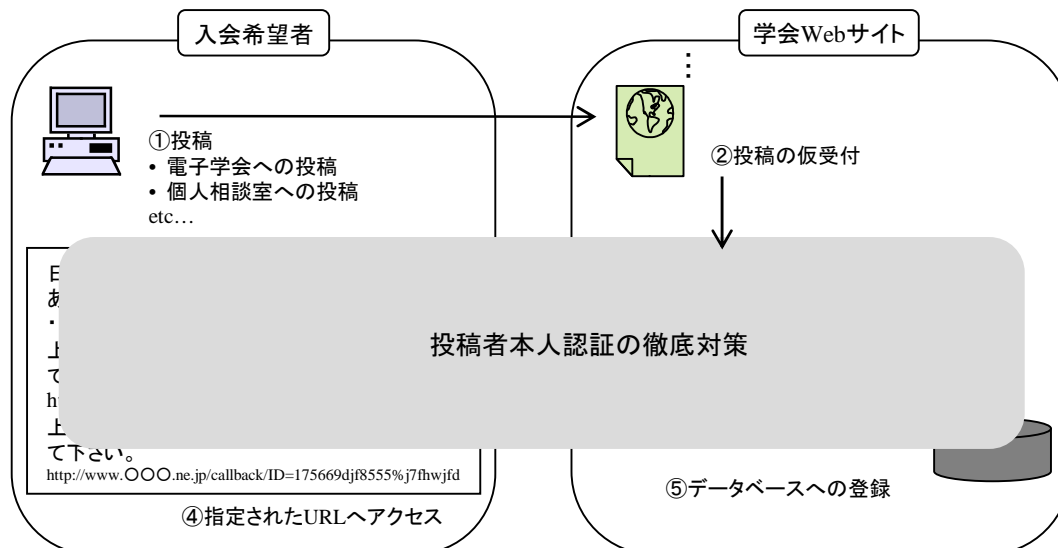 入会希望者
学会Webサイト
①投稿
• 電子学会への投稿
• 個人相談室への投稿
etc…
②投稿の仮受付
投稿者本人認証の徹底対策
上
て
上
て下さい。
http://www.〇〇〇.ne.jp/callback/ID=175669djf8555%j7fhwjfd
④指定されたURLへアクセス
⑤データベースへの登録